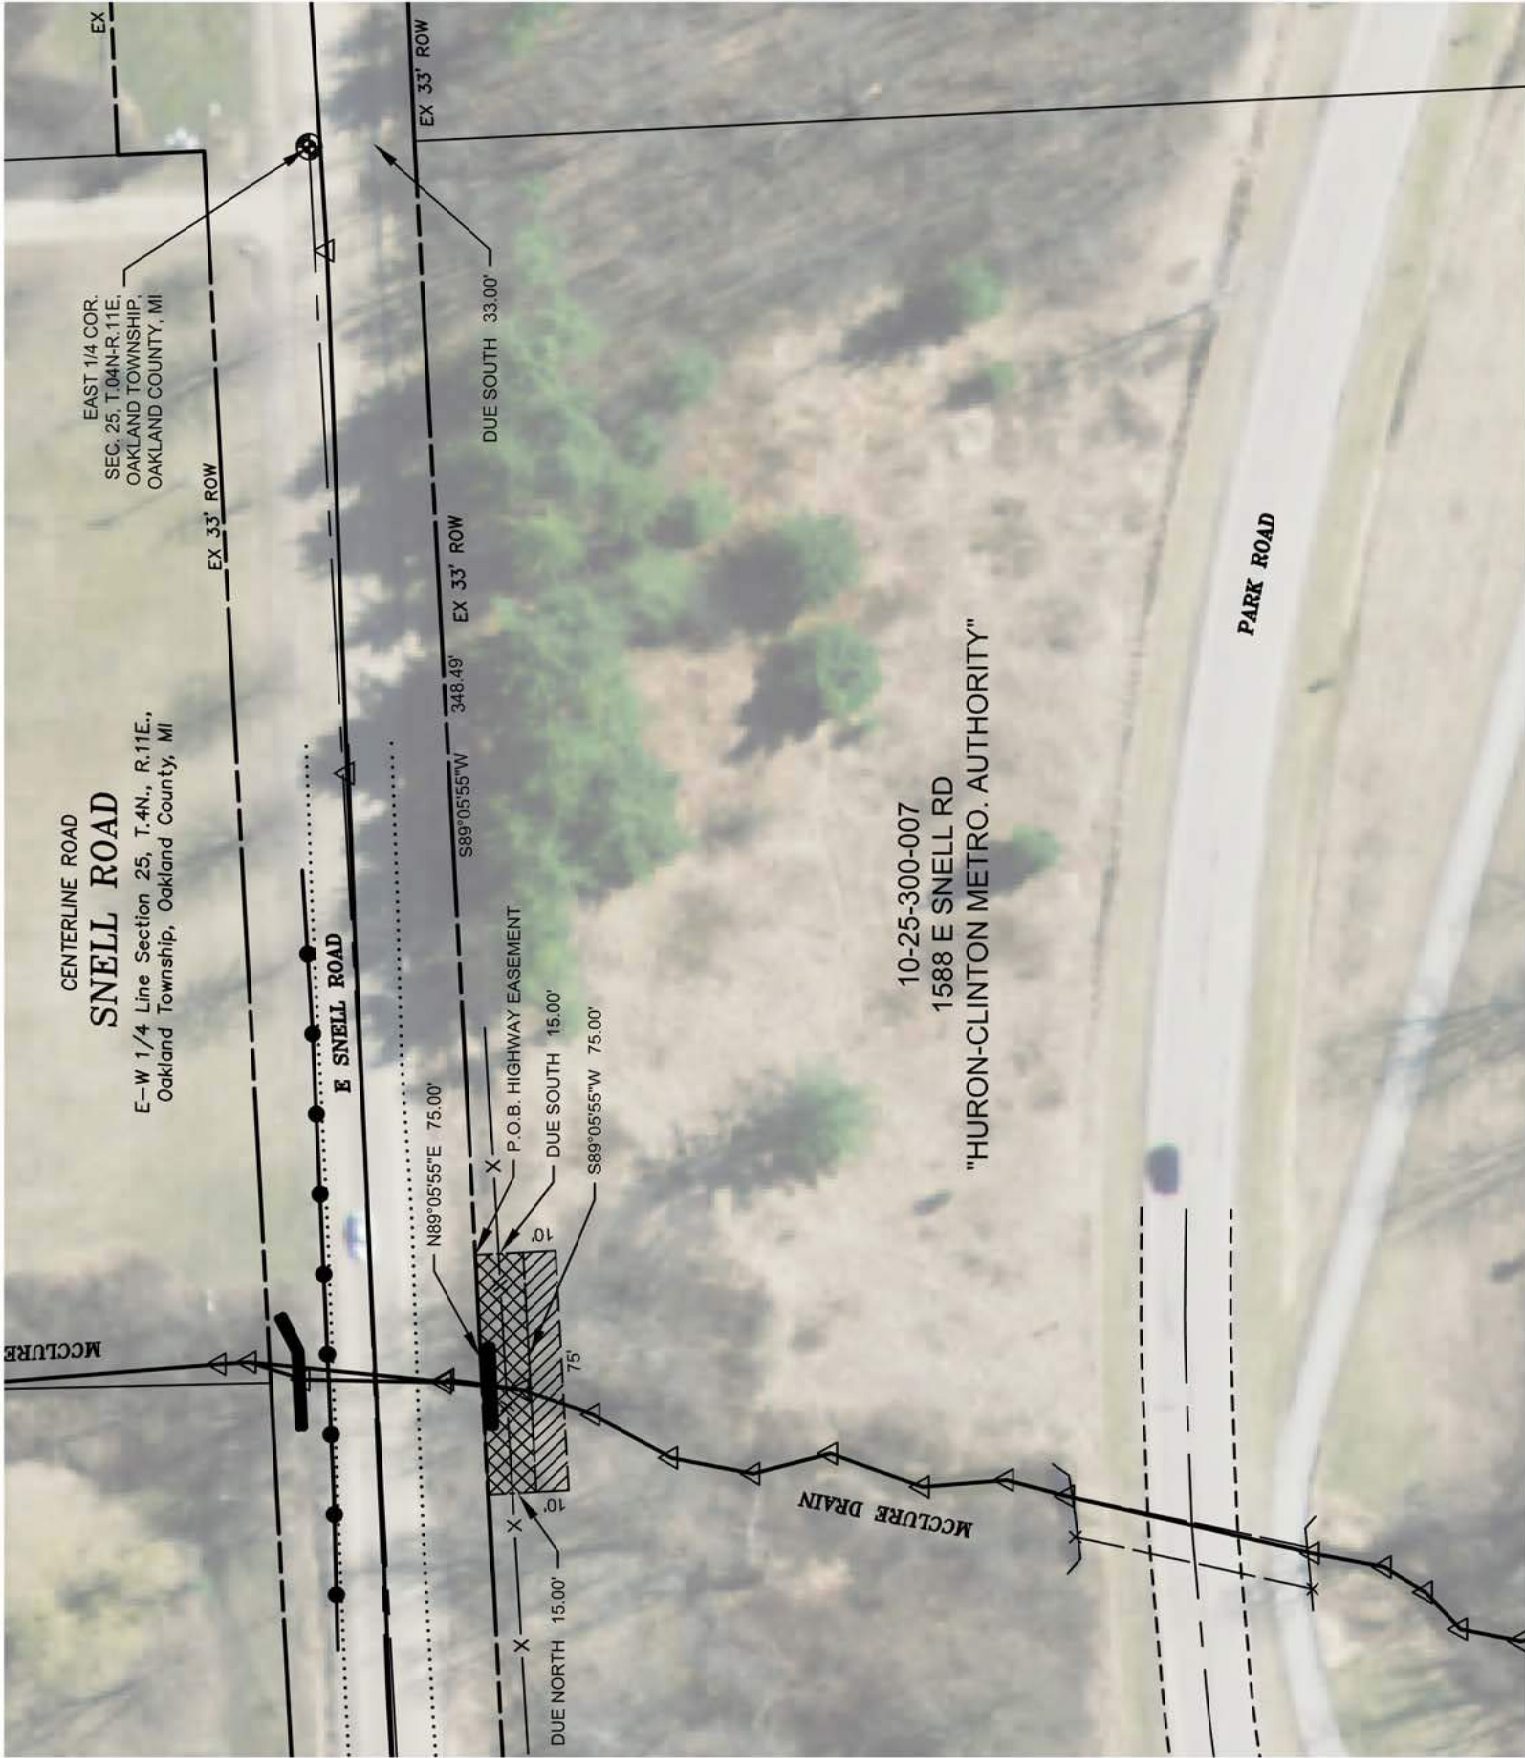 CENTERLINE ROAD
SNELL ROAD
E-W 1/4 Line Section 25, T.4N., R.11E.,
Oakland Township, Oakland County, MI
EAST 1/4 COR.
SEC. 25, T.04N-R.11E,
OAKLAND TOWNSHIP,
OAKLAND COUNTY, MI
EX
EX 33' ROW
EX 33' ROW
MCCLURE
E SNELL ROAD
DUE SOUTH 33.00'
S89°05'55"W 348.49' EX 33' ROW
N89°05'55"E 75.00'
P.O.B. HIGHWAY EASEMENT
DUE SOUTH 15.00'
S89°05'55"W 75.00'
10'
75'
10'
X
X
X
DUE NORTH 15.00'
MCCLURE DRAIN
10-25-300-007
1588 E SNELL RD
"HURON-CLINTON METRO. AUTHORITY"
PARK ROAD